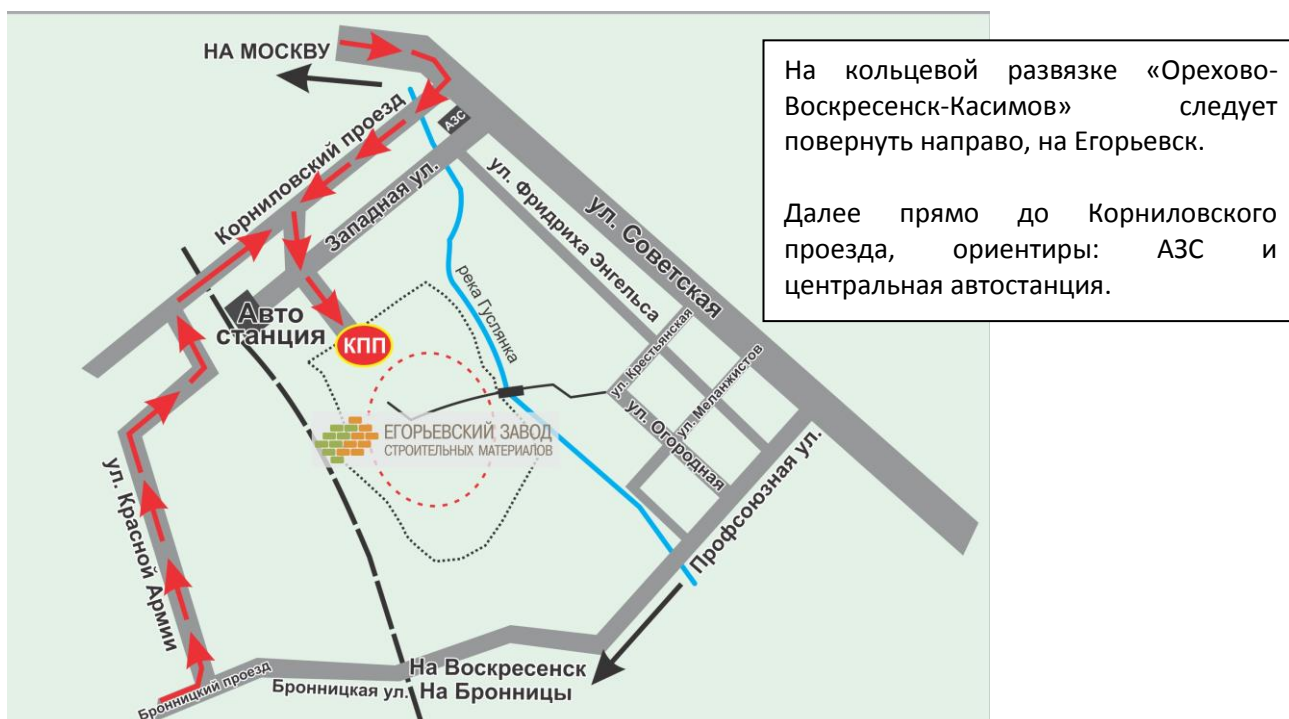 НА МОСКВУ
Корниловский проезд
АЗС
Западная ул.
ул. Фридриха Энгельса
ул. Советская
река Гуслянка
Авто
станция
КПП
ул. Крестьянская
ул. Меланжистов
ул. Огородная
ЕГОРЬЕВСКИЙ ЗАВОД
СТРОИТЕЛЬНЫХ МАТЕРИАЛОВ
Профсоюзная ул.
ул. Красной Армии
Бронницкий проезд
Бронницкая ул.
На Воскресенск
На Бронницы
На кольцевой развязке «Орехово-
Воскресенск-Касимов» следует
повернуть направо, на Егорьевск.
Далее прямо до Корниловского
проезда, ориентиры: АЗС и
центральная автостанция.